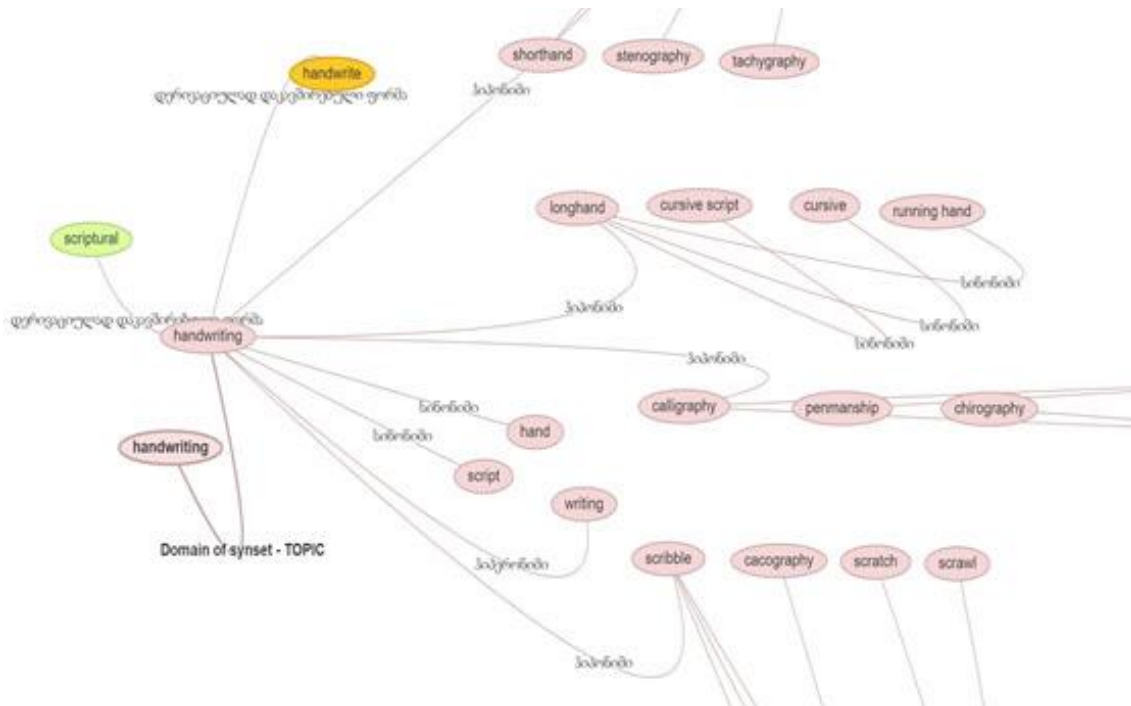 shorthand
stenography
tachygraphy
handwrite
დერივაციულად დაკავშირებული ფორმა
ჰიპონიმი
longhand
cursive script
cursive
running hand
scriptural
სინონიმი
ჰიპონიმი
დერივაციულად დაკავშირებული ფორმა
handwriting
სინონიმი
სინონიმი
ჰიპონიმი
calligraphy
penmanship
chirography
სინონიმი
hand
სინონიმი
handwriting
script
writing
Domain of synset - TOPIC
ჰიპერონიმი
scribble
cacography
scratch
scrawl
ჰიპონიმი